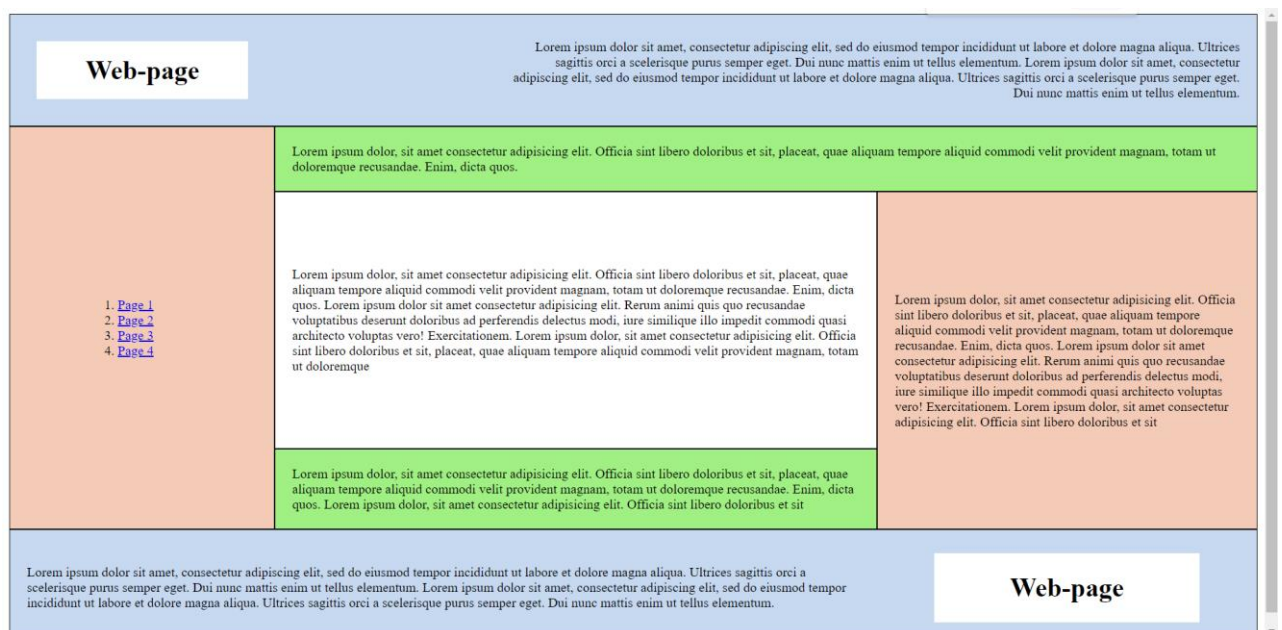 Web-page
Lorem ipsum dolor sit amet, consectetur adipiscing elit, sed do eiusmod tempor incididunt ut labore et dolore magna aliqua. Ultrices
sagittis orci a scelerisque purus semper eget. Dui nunc mattis enim ut tellus elementum. Lorem ipsum dolor sit amet, consectetur
adipiscing elit, sed do eiusmod tempor incididunt ut labore et dolore magna aliqua. Ultrices sagittis orci a scelerisque purus semper eget.
Dui nunc mattis enim ut tellus elementum.
1. Page 1
2. Page 2
3. Page 3
4. Page 4
Lorem ipsum dolor, sit amet consectetur adipisicing elit. Officia sint libero doloribus et sit, placeat, quae aliquam tempore aliquid commodi velit provident magnam, totam ut
doloremque recusandae. Enim, dicta quos.
Lorem ipsum dolor, sit amet consectetur adipisicing elit. Officia sint libero doloribus et sit, placeat, quae
aliquam tempore aliquid commodi velit provident magnam, totam ut doloremque recusandae. Enim, dicta
quos. Lorem ipsum dolor sit amet consectetur adipisicing elit. Rerum animi quis quo recusandae
voluptatibus deserunt doloribus ad perferendis delectus modi, iure similique illo impedit commodi quasi
architecto voluptas vero! Exercitationem. Lorem ipsum dolor, sit amet consectetur adipisicing elit. Officia
sint libero doloribus et sit, placeat, quae aliquam tempore aliquid commodi velit provident magnam, totam
ut doloremque
Lorem ipsum dolor, sit amet consectetur adipisicing elit. Officia
sint libero doloribus et sit, placeat, quae aliquam tempore
aliquid commodi velit provident magnam, totam ut doloremque
recusandae. Enim, dicta quos. Lorem ipsum dolor sit amet
consectetur adipisicing elit. Rerum animi quis quo recusandae
voluptatibus deserunt doloribus ad perferendis delectus modi,
iure similique illo impedit commodi quasi architecto voluptas
vero! Exercitationem. Lorem ipsum dolor, sit amet consectetur
adipisicing elit. Officia sint libero doloribus et sit
Lorem ipsum dolor, sit amet consectetur adipisicing elit. Officia sint libero doloribus et sit, placeat, quae
aliquam tempore aliquid commodi velit provident magnam, totam ut doloremque recusandae. Enim, dicta
quos. Lorem ipsum dolor, sit amet consectetur adipisicing elit. Officia sint libero doloribus et sit
Lorem ipsum dolor sit amet, consectetur adipiscing elit, sed do eiusmod tempor incididunt ut labore et dolore magna aliqua. Ultrices sagittis orci a
scelerisque purus semper eget. Dui nunc mattis enim ut tellus elementum. Lorem ipsum dolor sit amet, consectetur adipiscing elit, sed do eiusmod tempor
incididunt ut labore et dolore magna aliqua. Ultrices sagittis orci a scelerisque purus semper eget. Dui nunc mattis enim ut tellus elementum.
Web-page